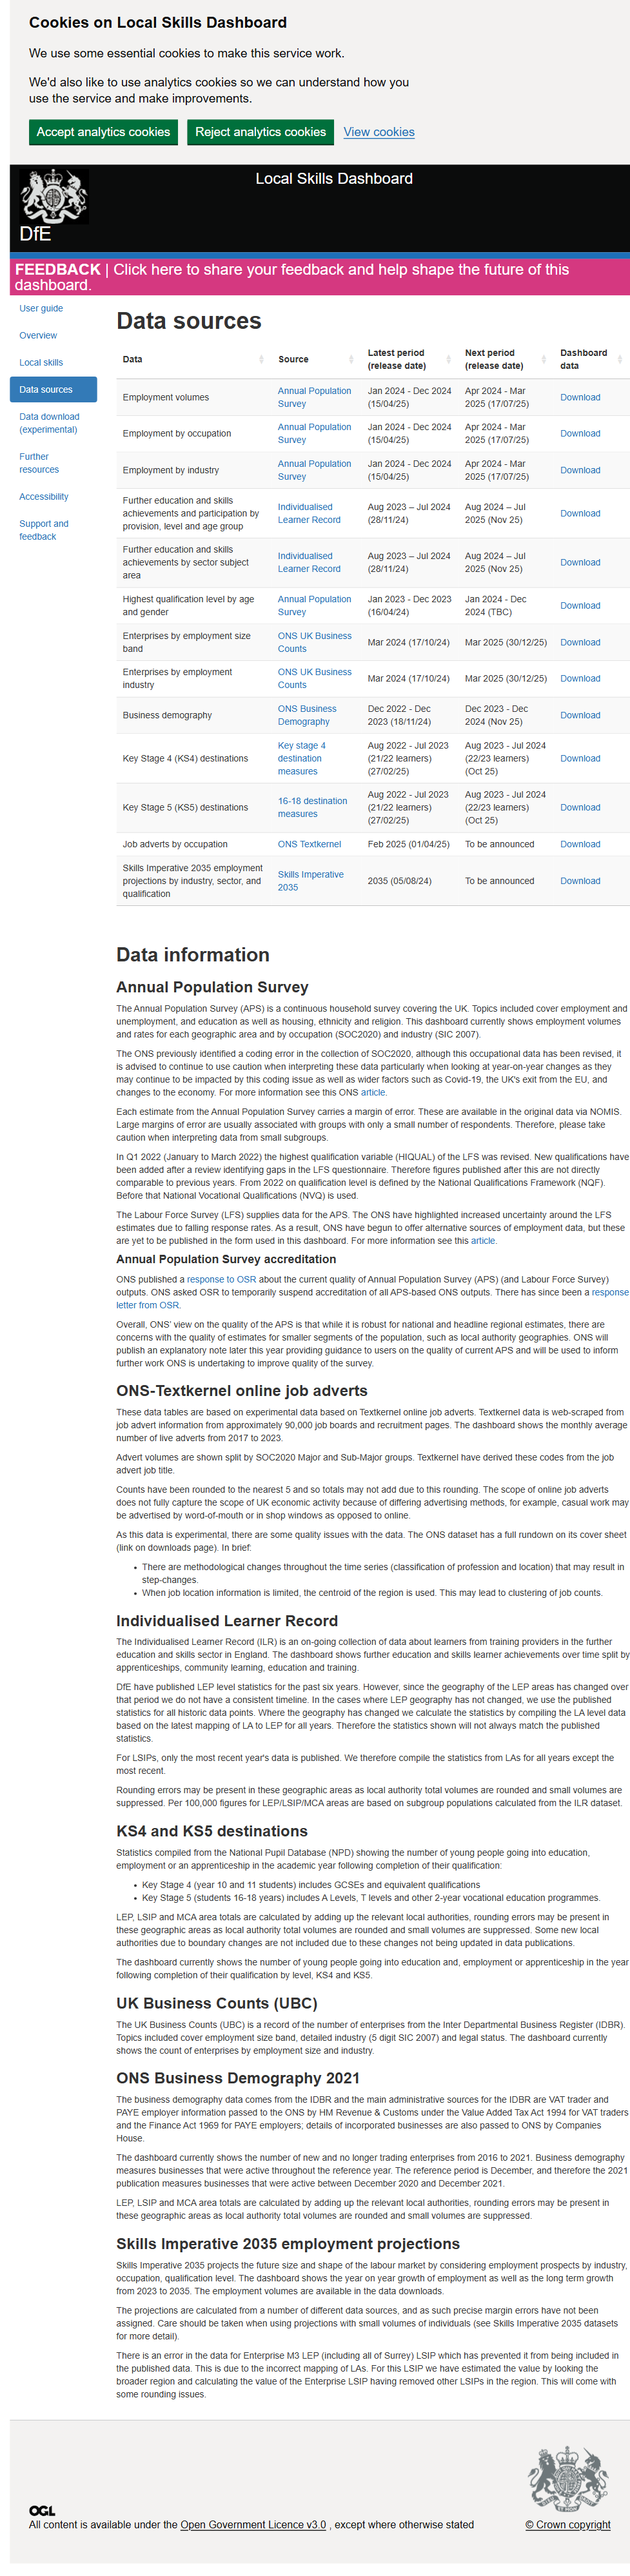 Cookies on Local Skills Dashboard
We use some essential cookies to make this service work.
We'd also like to use analytics cookies so we can understand how you
use the service and make improvements.
Accept analytics cookies Reject analytics cookies View cookies
DfE
Local Skills Dashboard
FEEDBACK | Click here to share your feedback and help shape the future of this
dashboard.
User guide
Overview
Local skills
Data sources
Data download
(experimental)
Further
resources
Accessibility
Support and
feedback
Data sources
Data Source Latest period (release date) Next period (release date) Dashboard data
Employment volumes Annual Population Survey Jan 2024 - Dec 2024 (15/04/25) Apr 2024 - Mar 2025 (17/07/25) Download
Employment by occupation Annual Population Survey Jan 2024 - Dec 2024 (15/04/25) Apr 2024 - Mar 2025 (17/07/25) Download
Employment by industry Annual Population Survey Jan 2024 - Dec 2024 (15/04/25) Apr 2024 - Mar 2025 (17/07/25) Download
Further education and skills achievements and participation by provision, level and age group Individualised Learner Record Aug 2023 – Jul 2024 (28/11/24) Aug 2024 – Jul 2025 (Nov 25) Download
Further education and skills achievements by sector subject area Individualised Learner Record Aug 2023 – Jul 2024 (28/11/24) Aug 2024 – Jul 2025 (Nov 25) Download
Highest qualification level by age and gender Annual Population Survey Jan 2023 - Dec 2023 (16/04/24) Jan 2024 - Dec 2024 (TBC) Download
Enterprises by employment size band ONS UK Business Counts Mar 2024 (17/10/24) Mar 2025 (30/12/25) Download
Enterprises by employment industry ONS UK Business Counts Mar 2024 (17/10/24) Mar 2025 (30/12/25) Download
Business demography ONS Business Demography Dec 2022 - Dec 2023 (18/11/24) Dec 2023 - Dec 2024 (Nov 25) Download
Key Stage 4 (KS4) destinations Key stage 4 destination measures Aug 2022 - Jul 2023 (21/22 learners) (27/02/25) Aug 2023 - Jul 2024 (22/23 learners) (Oct 25) Download
Key Stage 5 (KS5) destinations 16-18 destination measures Aug 2022 - Jul 2023 (21/22 learners) (27/02/25) Aug 2023 - Jul 2024 (22/23 learners) (Oct 25) Download
Job adverts by occupation ONS Textkernel Feb 2025 (01/04/25) To be announced Download
Skills Imperative 2035 employment projections by industry, sector, and qualification Skills Imperative 2035 2035 (05/08/24) To be announced Download
Data information
Annual Population Survey
The Annual Population Survey (APS) is a continuous household survey covering the UK. Topics included cover employment and
unemployment, and education as well as housing, ethnicity and religion. This dashboard currently shows employment volumes
and rates for each geographic area and by occupation (SOC2020) and industry (SIC 2007).
The ONS previously identified a coding error in the collection of SOC2020, although this occupational data has been revised, it
is advised to continue to use caution when interpreting these data particularly when looking at year-on-year changes as they
may continue to be impacted by this coding issue as well as wider factors such as Covid-19, the UK's exit from the EU, and
changes to the economy. For more information see this ONS article.
Each estimate from the Annual Population Survey carries a margin of error. These are available in the original data via NOMIS.
Large margins of error are usually associated with groups with only a small number of respondents. Therefore, please take
caution when interpreting data from small subgroups.
In Q1 2022 (January to March 2022) the highest qualification variable (HIQUAL) of the LFS was revised. New qualifications have
been added after a review identifying gaps in the LFS questionnaire. Therefore figures published after this are not directly
comparable to previous years. From 2022 on qualification level is defined by the National Qualifications Framework (NQF).
Before that National Vocational Qualifications (NVQ) is used.
The Labour Force Survey (LFS) supplies data for the APS. The ONS have highlighted increased uncertainty around the LFS
estimates due to falling response rates. As a result, ONS have begun to offer alternative sources of employment data, but these
are yet to be published in the form used in this dashboard. For more information see this article.
Annual Population Survey accreditation
ONS published a response to OSR about the current quality of Annual Population Survey (APS) (and Labour Force Survey)
outputs. ONS asked OSR to temporarily suspend accreditation of all APS-based ONS outputs. There has since been a response
letter from OSR.
Overall, ONS' view on the quality of the APS is that while it is robust for national and headline regional estimates, there are
concerns with the quality of estimates for smaller segments of the population, such as local authority geographies. ONS will
publish an explanatory note later this year providing guidance to users on the quality of current APS and will be used to inform
further work ONS is undertaking to improve quality of the survey.
ONS-Textkernel online job adverts
These data tables are based on experimental data based on Textkernel online job adverts. Textkernel data is web-scraped from
job advert information from approximately 90,000 job boards and recruitment pages. The dashboard shows the monthly average
number of live adverts from 2017 to 2023.
Advert volumes are shown split by SOC2020 Major and Sub-Major groups. Textkernel have derived these codes from the job
advert job title.
Counts have been rounded to the nearest 5 and so totals may not add due to this rounding. The scope of online job adverts
does not fully capture the scope of UK economic activity because of differing advertising methods, for example, casual work may
be advertised by word-of-mouth or in shop windows as opposed to online.
As this data is experimental, there are some quality issues with the data. The ONS dataset has a full rundown on its cover sheet
(link on downloads page). In brief:
• There are methodological changes throughout the time series (classification of profession and location) that may result in
step-changes.
• When job location information is limited, the centroid of the region is used. This may lead to clustering of job counts.
Individualised Learner Record
The Individualised Learner Record (ILR) is an on-going collection of data about learners from training providers in the further
education and skills sector in England. The dashboard shows further education and skills learner achievements over time split by
apprenticeships, community learning, education and training.
DfE have published LEP level statistics for the past six years. However, since the geography of the LEP areas has changed over
that period we do not have a consistent timeline. In the cases where LEP geography has not changed, we use the published
statistics for all historic data points. Where the geography has changed we calculate the statistics by compiling the LA level data
based on the latest mapping of LA to LEP for all years. Therefore the statistics shown will not always match the published
statistics.
For LSIPs, only the most recent year's data is published. We therefore compile the statistics from LAs for all years except the
most recent.
Rounding errors may be present in these geographic areas as local authority total volumes are rounded and small volumes are
suppressed. Per 100,000 figures for LEP/LSIP/MCA areas are based on subgroup populations calculated from the ILR dataset.
KS4 and KS5 destinations
Statistics compiled from the National Pupil Database (NPD) showing the number of young people going into education,
employment or an apprenticeship in the academic year following completion of their qualification:
• Key Stage 4 (year 10 and 11 students) includes GCSEs and equivalent qualifications
• Key Stage 5 (students 16-18 years) includes A Levels, T levels and other 2-year vocational education programmes.
LEP, LSIP and MCA area totals are calculated by adding up the relevant local authorities, rounding errors may be present in
these geographic areas as local authority total volumes are rounded and small volumes are suppressed. Some new local
authorities due to boundary changes are not included due to these changes not being updated in data publications.
The dashboard currently shows the number of young people going into education and, employment or apprenticeship in the year
following completion of their qualification by level, KS4 and KS5.
UK Business Counts (UBC)
The UK Business Counts (UBC) is a record of the number of enterprises from the Inter Departmental Business Register (IDBR).
Topics included cover employment size band, detailed industry (5 digit SIC 2007) and legal status. The dashboard currently
shows the count of enterprises by employment size and industry.
ONS Business Demography 2021
The business demography data comes from the IDBR and the main administrative sources for the IDBR are VAT trader and
PAYE employer information passed to the ONS by HM Revenue & Customs under the Value Added Tax Act 1994 for VAT traders
and the Finance Act 1969 for PAYE employers; details of incorporated businesses are also passed to ONS by Companies
House.
The dashboard currently shows the number of new and no longer trading enterprises from 2016 to 2021. Business demography
measures businesses that were active throughout the reference year. The reference period is December, and therefore the 2021
publication measures businesses that were active between December 2020 and December 2021.
LEP, LSIP and MCA area totals are calculated by adding up the relevant local authorities, rounding errors may be present in
these geographic areas as local authority total volumes are rounded and small volumes are suppressed.
Skills Imperative 2035 employment projections
Skills Imperative 2035 projects the future size and shape of the labour market by considering employment prospects by industry,
occupation, qualification level. The dashboard shows the year on year growth of employment as well as the long term growth
from 2023 to 2035. The employment volumes are available in the data downloads.
The projections are calculated from a number of different data sources, and as such precise margin errors have not been
assigned. Care should be taken when using projections with small volumes of individuals (see Skills Imperative 2035 datasets
for more detail).
There is an error in the data for Enterprise M3 LEP (including all of Surrey) LSIP which has prevented it from being included in
the published data. This is due to the incorrect mapping of LAs. For this LSIP we have estimated the value by looking the
broader region and calculating the value of the Enterprise LSIP having removed other LSIPs in the region. This will come with
some rounding issues.
OGL
All content is available under the Open Government Licence v3.0 , except where otherwise stated
© Crown copyright